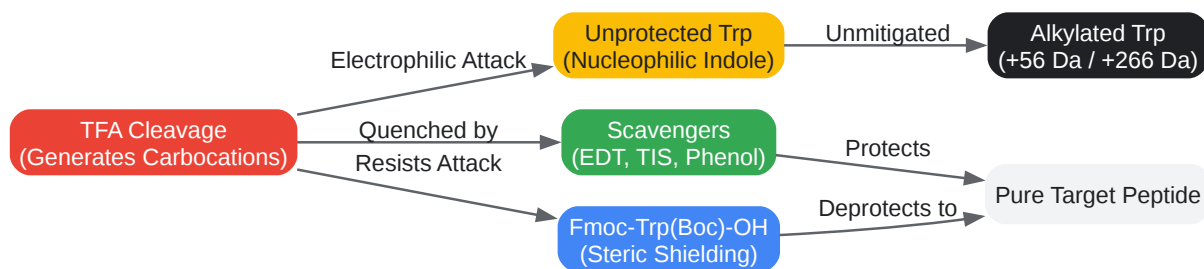 Unprotected Trp
(Nucleophilic Indole)
Unmitigated
Alkylated Trp
(+56 Da / +266 Da)
Electrophilic Attack
TFA Cleavage
(Generates Carbocations)
Quenched by
Resists Attack
Scavengers
(EDT, TIS, Phenol)
Protects
Pure Target Peptide
Deprotects to
Fmoc-Trp(Boc)-OH
(Steric Shielding)